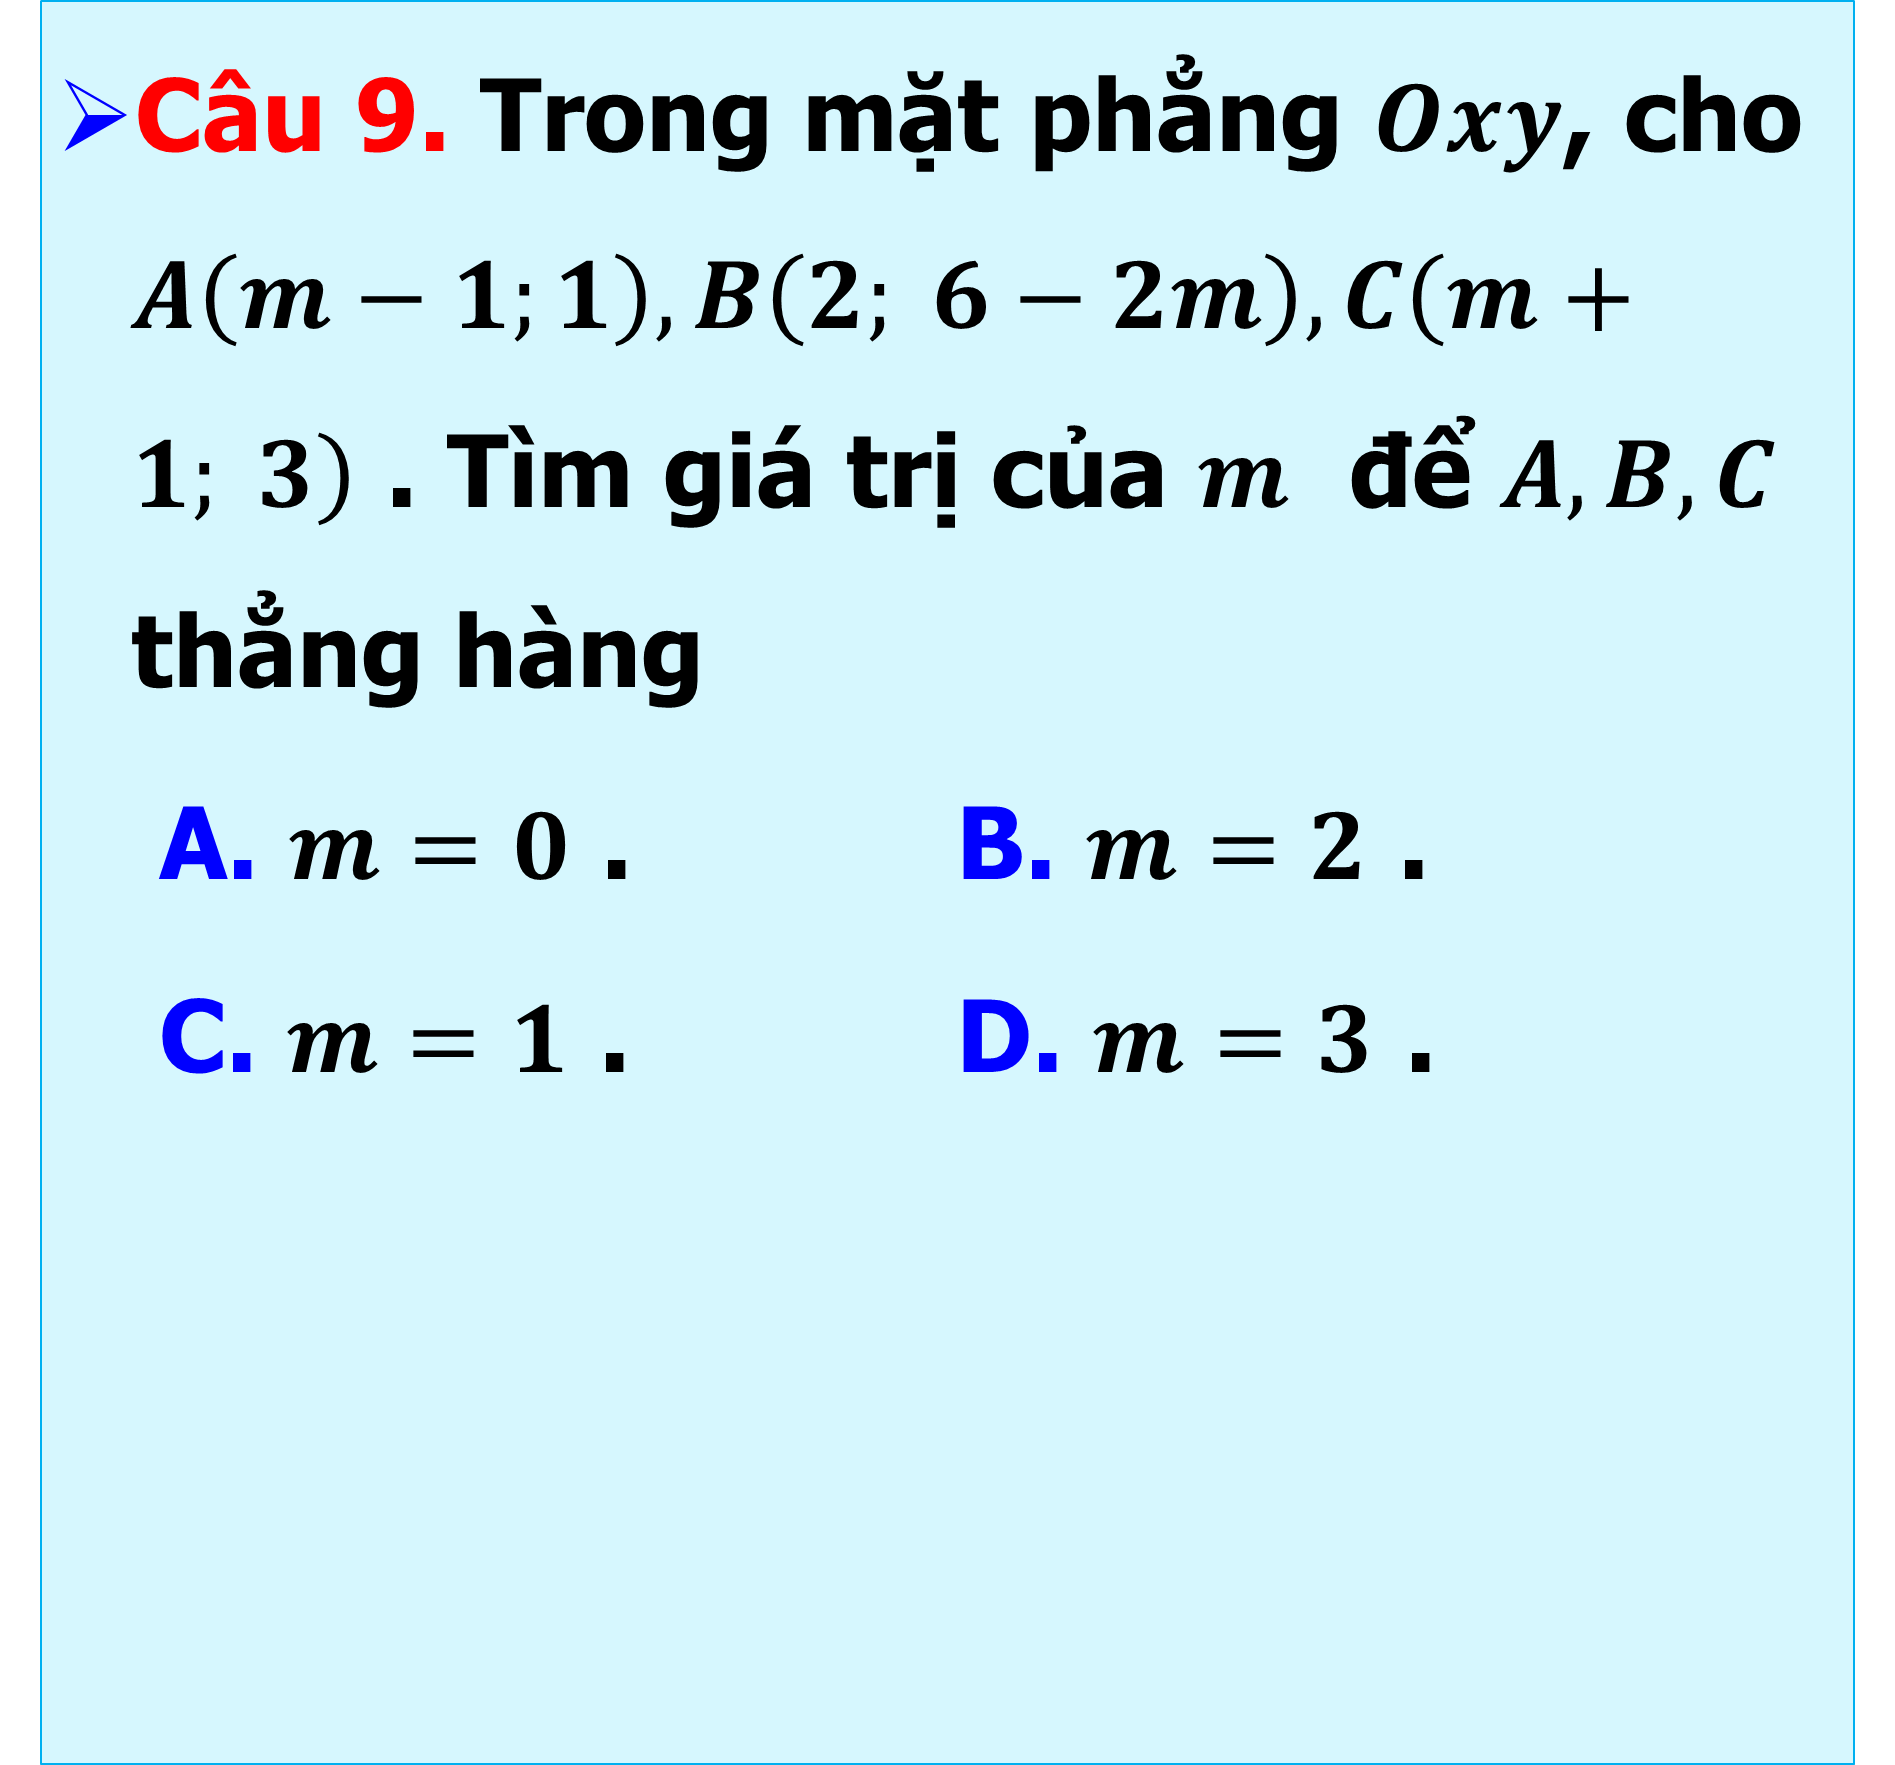 ➢Câu 9. Trong mặt phẳng Oxy, cho
A(m − 1; 1), B(2; 6 − 2m), C(m +
1; 3) . Tìm giá trị của m để A, B, C
thẳng hàng
A. m = 0 . B. m = 2 .
C. m = 1 . D. m = 3 .